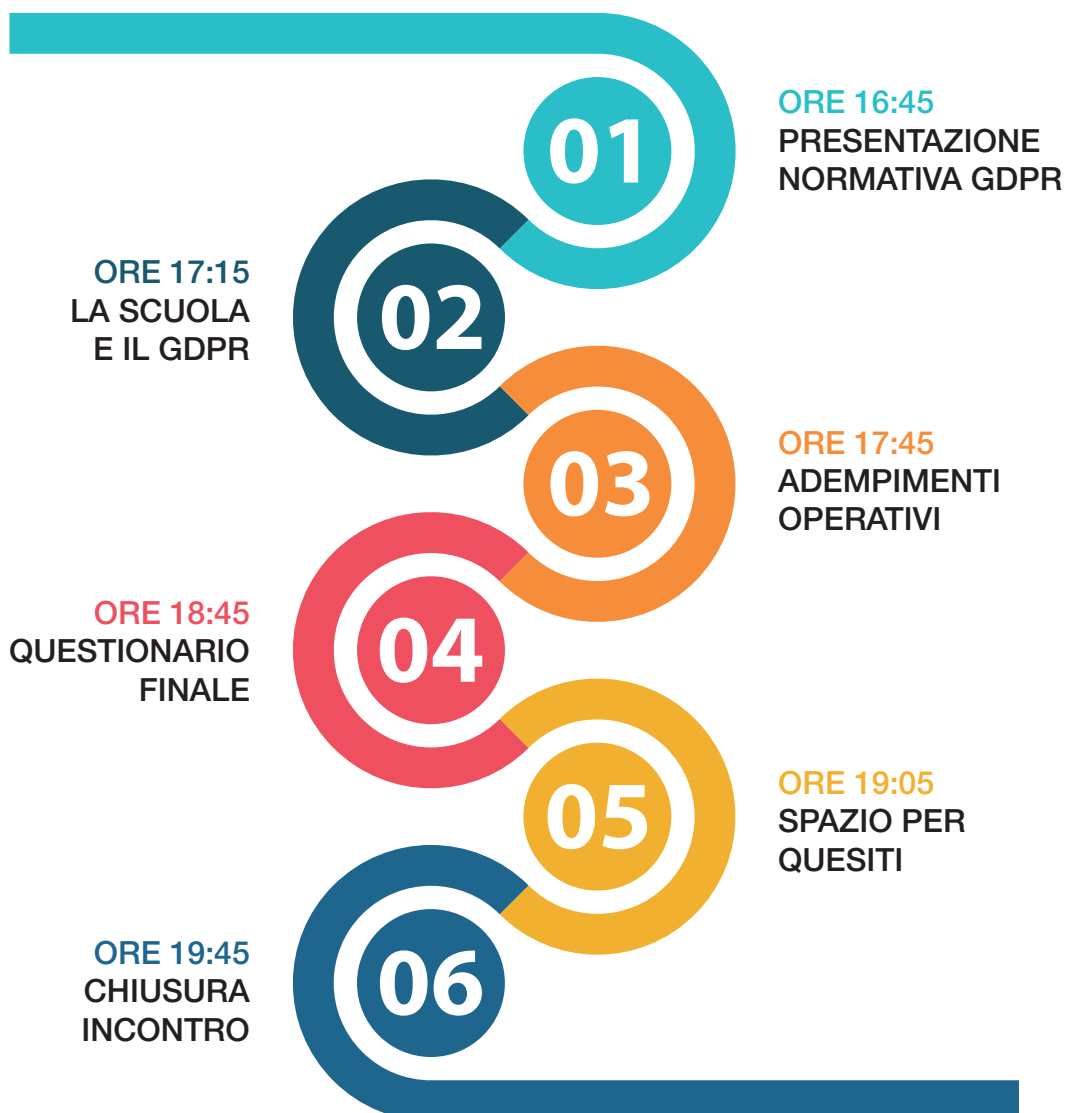 01
ORE 16:45
PRESENTAZIONE
NORMATIVA GDPR
ORE 17:15
LA SCUOLA
E IL GDPR
02
03
ORE 17:45
ADEMPIMENTI
OPERATIVI
ORE 18:45
QUESTIONARIO
FINALE
04
05
ORE 19:05
SPAZIO PER
QUESITI
ORE 19:45
CHIUSURA
INCONTRO
06